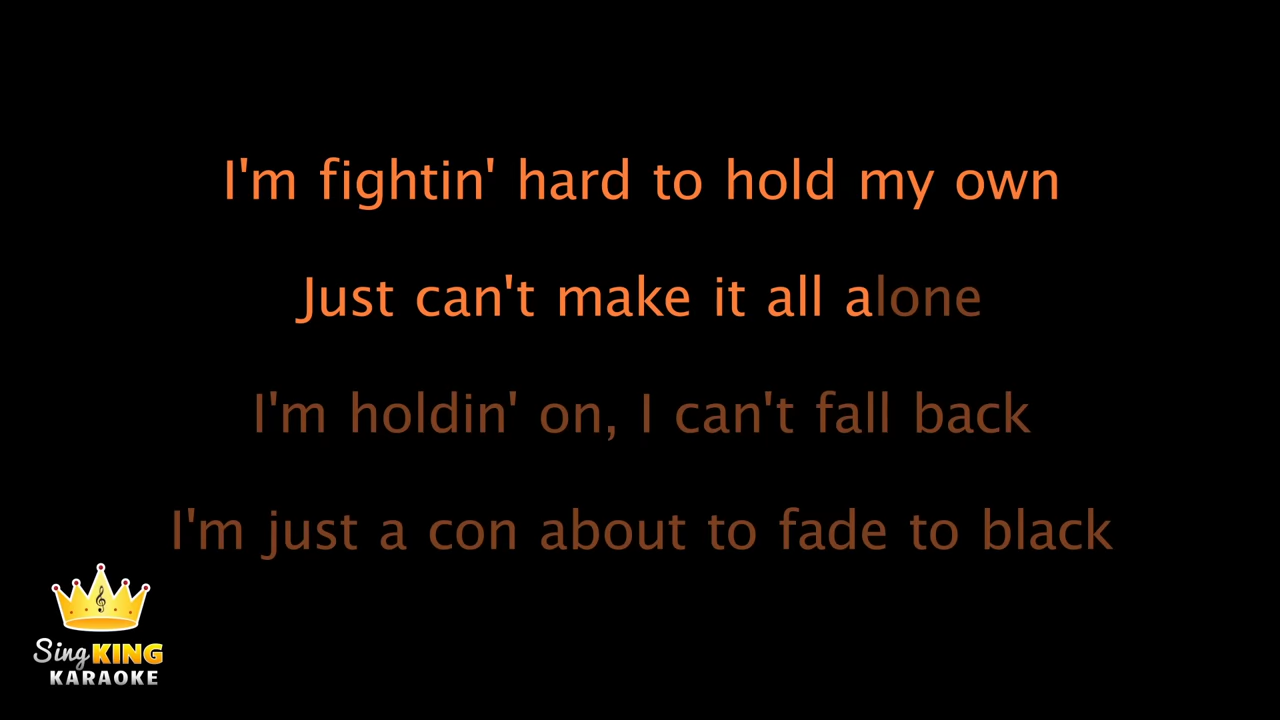 I'm fightin' hard to hold my own
Just can't make it all alone
I'm holdin' on, I can't fall back
I'm just a con about to fade to black
Sing KING
KARAOKE